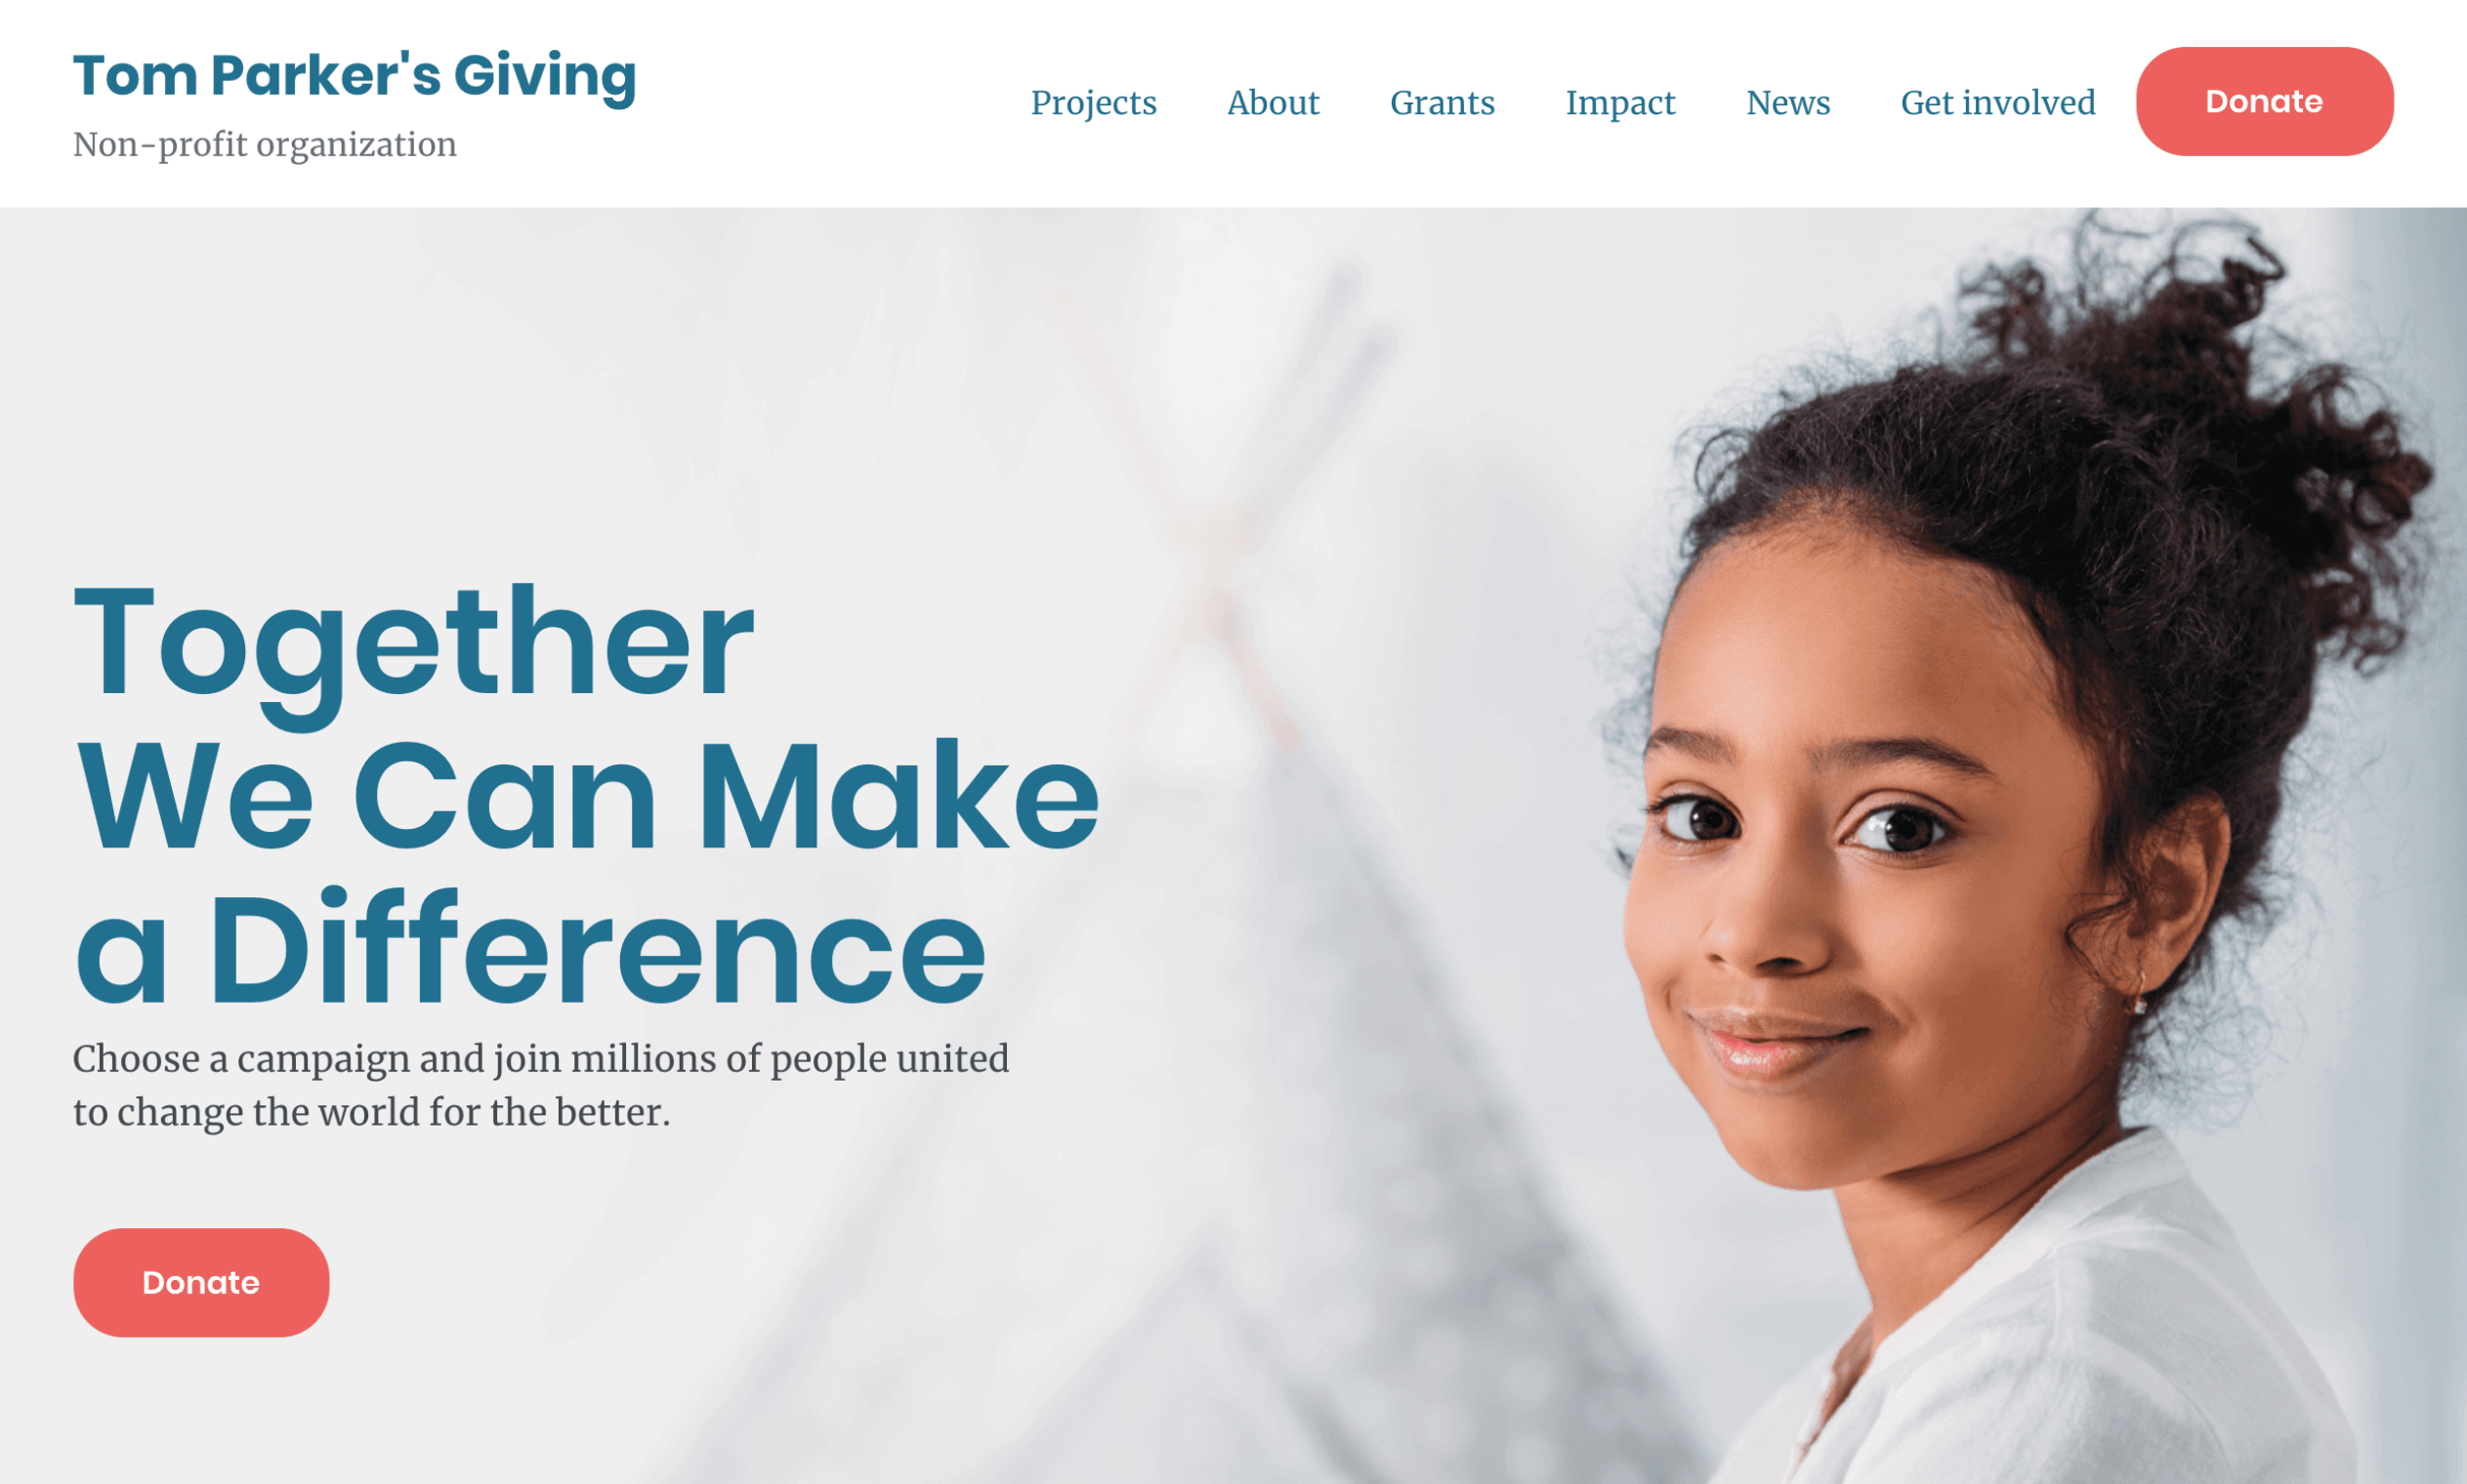 Tom Parker's Giving
Non-profit organization
Projects About Grants Impact News Get involved Donate
Together
We Can Make
a Difference
Choose a campaign and join millions of people united
to change the world for the better.
Donate